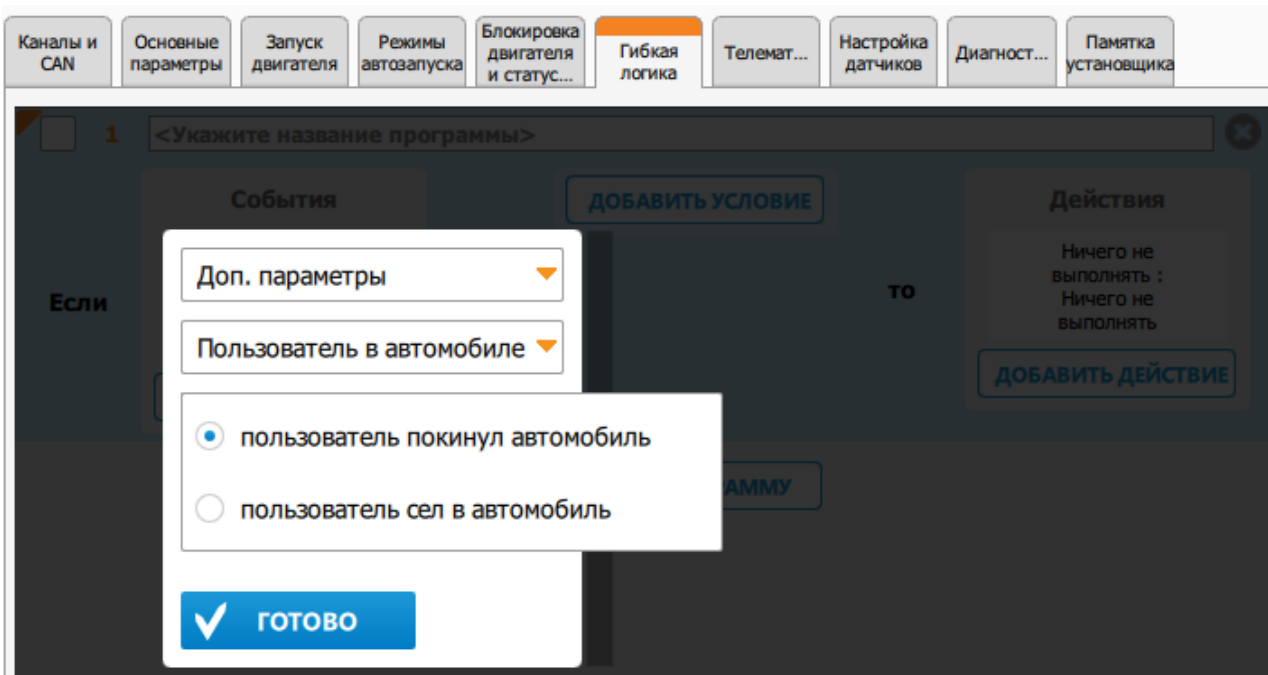 Каналы и
CAN
Основные
параметры
Запуск
двигателя
Режимы
автозапуска
Блокировка
двигателя
и статус...
Гибкая
логика
Телемат...
Настройка
датчиков
Диагност...
Памятка
установщика
1 <Укажите название программы>
События
ДОБАВИТЬ УСЛОВИЕ
Действия
Если
то
Ничего не
выполнять :
Ничего не
выполнять
ДОБАВИТЬ ДЕЙСТВИЕ
Доп. параметры
Пользователь в автомобиле
пользователь покинул автомобиль
пользователь сел в автомобиль
ГОТОВО